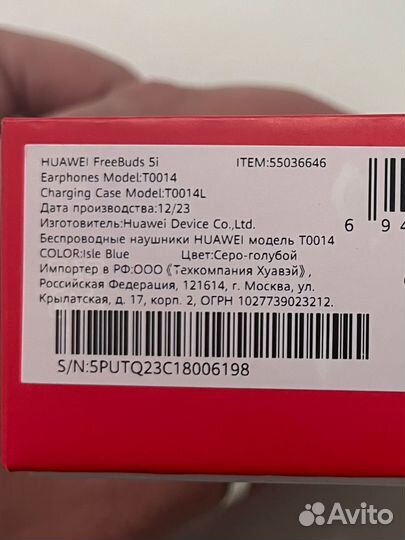 HUAWEI FreeBuds 5i ITEM:55036646
Earphones Model:T0014
Charging Case Model:T0014L
Дата производства:12/23
Изготовитель:Huawei Device Co.,Ltd.
Беспроводные наушники HUAWEI модель T0014
COLOR:Isle Blue Цвет:Серо-голубой
Импортер в РФ:ООО《Техкомпания Хуавэй》,
Российская Федерация, 121614, г. Москва, ул.
Крылатская, д. 17, корп. 2, ОГРН 1027739023212.
6 94
S/N:5PUTQ23C18006198
Avito